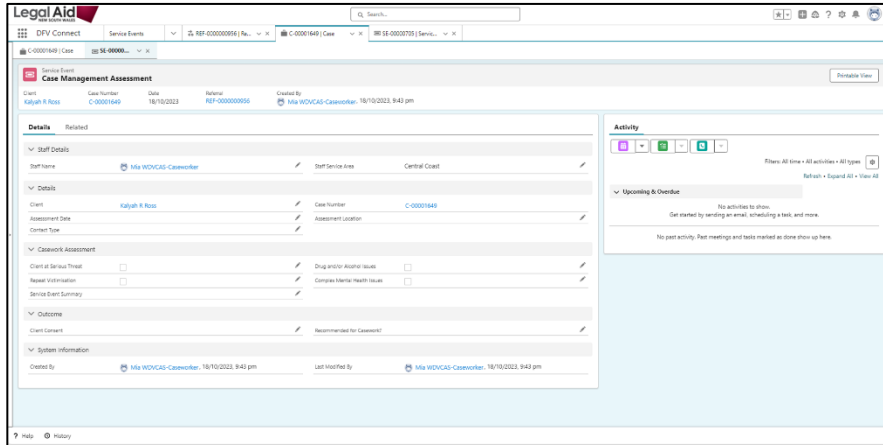 Legal Aid
NEW SOUTH WALES
Search...
DFV Connect
Service Events
REF-0000000956 | Re...
C-00001649 | Case
SE-00000705 | Servic...
C-00001649 | Case
SE-00000...
Service Event
Case Management Assessment
Printable View
Client
Case Number
Date
Referral
Created By
Kalyah R Ross
C-00001649
18/10/2023
REF-0000000956
Mia WDVCAS-Caseworker, 18/10/2023, 9:43 pm
Details
Related
Staff Details
Staff Name
Mia WDVCAS-Caseworker
Staff Service Area
Central Coast
Details
Client
Kalyah R Ross
Case Number
C-00001649
Assessment Date
Assessment Location
Contact Type
Casework Assessment
Client at Serious Threat
Drug and/or Alcohol Issues
Repeat Victimisation
Complex Mental Health Issues
Service Event Summary
Outcome
Client Consent
Recommended for Casework?
System Information
Created By
Mia WDVCAS-Caseworker, 18/10/2023, 9:43 pm
Last Modified By
Mia WDVCAS-Caseworker, 18/10/2023, 9:43 pm
Activity
Filters: All time • All activities • All types
Refresh • Expand All • View All
Upcoming & Overdue
No activities to show.
Get started by sending an email, scheduling a task, and more.
No past activity. Past meetings and tasks marked as done show up here.
? Help
History